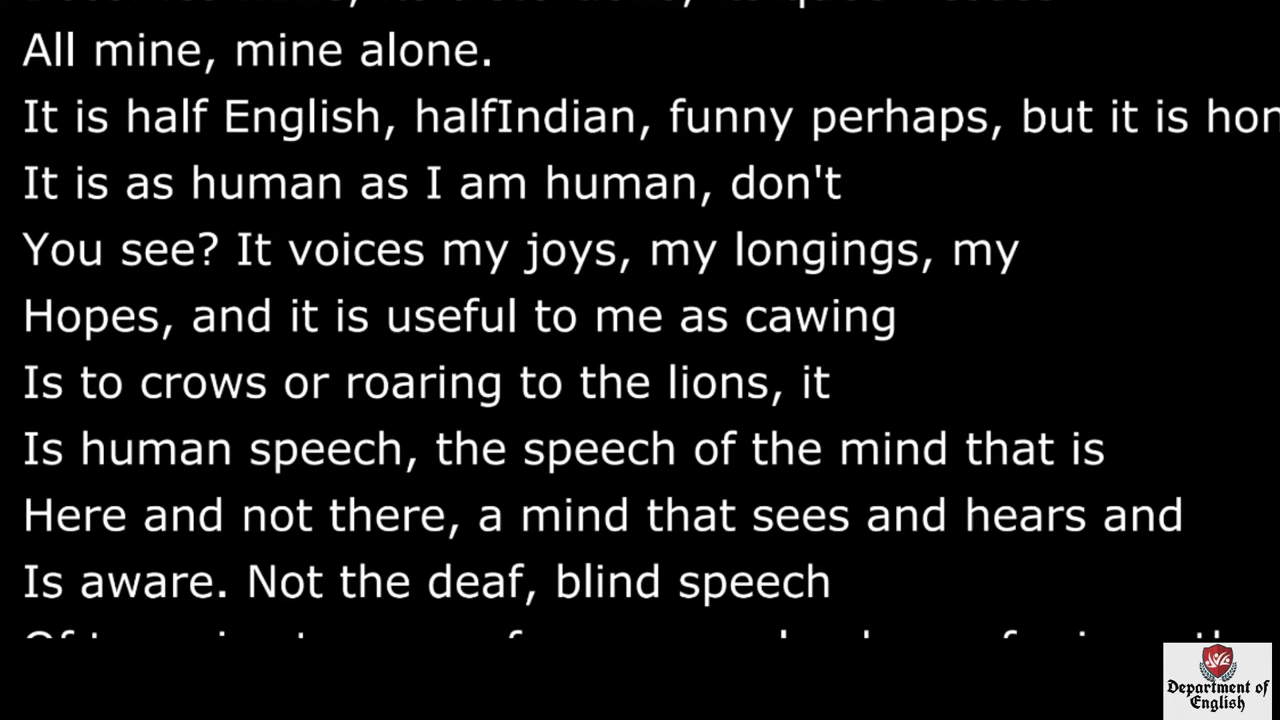 All mine, mine alone.
It is half English, halfIndian, funny perhaps, but it is hon
It is as human as I am human, don't
You see? It voices my joys, my longings, my
Hopes, and it is useful to me as cawing
Is to crows or roaring to the lions, it
Is human speech, the speech of the mind that is
Here and not there, a mind that sees and hears and
Is aware. Not the deaf, blind speech
Department of
English